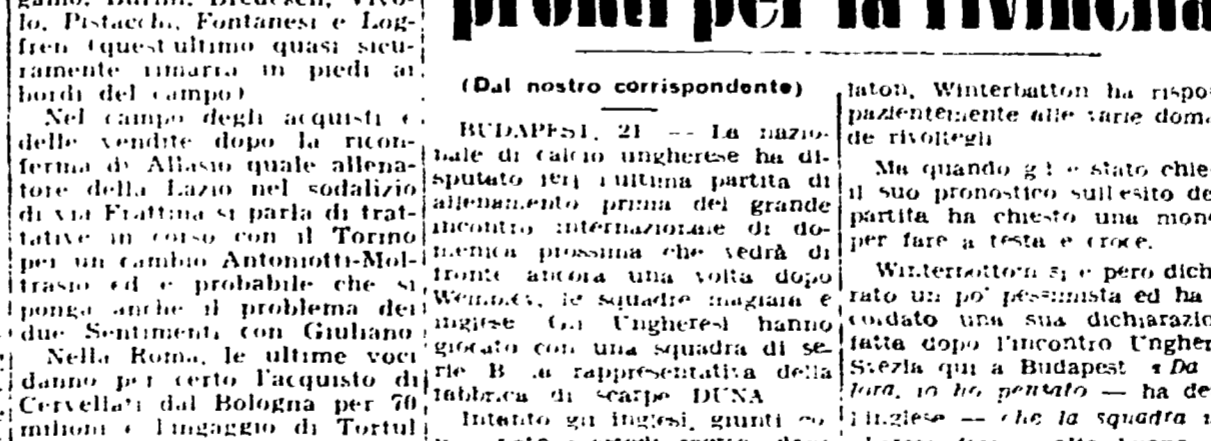 lo, Pistacchi, Fontanesi e Lof-
fren (quest'ultimo quasi sicu-
ramente rimarrà in piedi ai
bordi del campo)
Nel campo degli acquisti e
delle vendite dopo la ricon-
ferma di Allasio quale allena-
tore della Lazio nel sodalizio
di via Frattina si parla di trat-
tative in corso con il Torino
per un cambio Antoniotti-Mol-
trasio ed e probabile che si
ponga anche il problema dei
due Sentimenti con Giuliano
Nella Roma, le ultime voci
danno per certo l'acquisto di
Cervellati dal Bologna per 70
milioni e l'ingaggio di Tortul
pronti per la rivincita
(Dal nostro corrispondente)
BUDAPEST, 21 -- La nazio-
nale di calcio ungherese ha di-
sputato ieri l'ultima partita di
allenamento prima del grande
incontro internazionale di do-
menica prossima che vedrà di
fronte ancora una volta dopo
Wembley, le squadre magiara e
inglese Gli Ungheresi hanno
giocato con una squadra di se-
rie B la rappresentativa della
fabbrica di scarpe DUNA
Intanto gli inglesi, giunti
laton, Winterbatton ha rispo
pazientemente alle varie doma
de rivoltegli
Ma quando gli e stato chie
il suo pronostico sull'esito de
partita ha chiesto una mon
per fare a testa e croce.
Winterbottom si e però dich
rato un po' pessimista ed ha
cordato una sua dichiarazio
fatta dopo l'incontro Ungher
Svezia qui a Budapest « Da
lora, io ho pensato — ha de
l'inglese — che la squadra